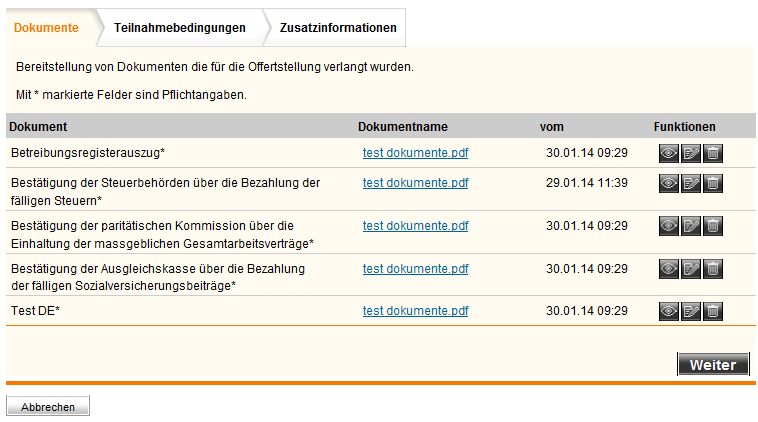 Dokumente Teilnahmebedingungen Zusatzinformationen
Bereitstellung von Dokumenten die für die Offertstellung verlangt wurden.
Mit * markierte Felder sind Pflichtangaben.
Dokument Dokumentname vom Funktionen
Betreibungsregisterauszug* test dokumente.pdf 30.01.14 09:29
Bestätigung der Steuerbehörden über die Bezahlung der test dokumente.pdf 29.01.14 11:39
fälligen Steuern*
Bestätigung der paritätischen Kommission über die test dokumente.pdf 30.01.14 09:29
Einhaltung der massgeblichen Gesamtarbeitsverträge*
Bestätigung der Ausgleichskasse über die Bezahlung test dokumente.pdf 30.01.14 09:29
der fälligen Sozialversicherungsbeiträge*
Test DE* test dokumente.pdf 30.01.14 09:29
Weiter
Abbrechen